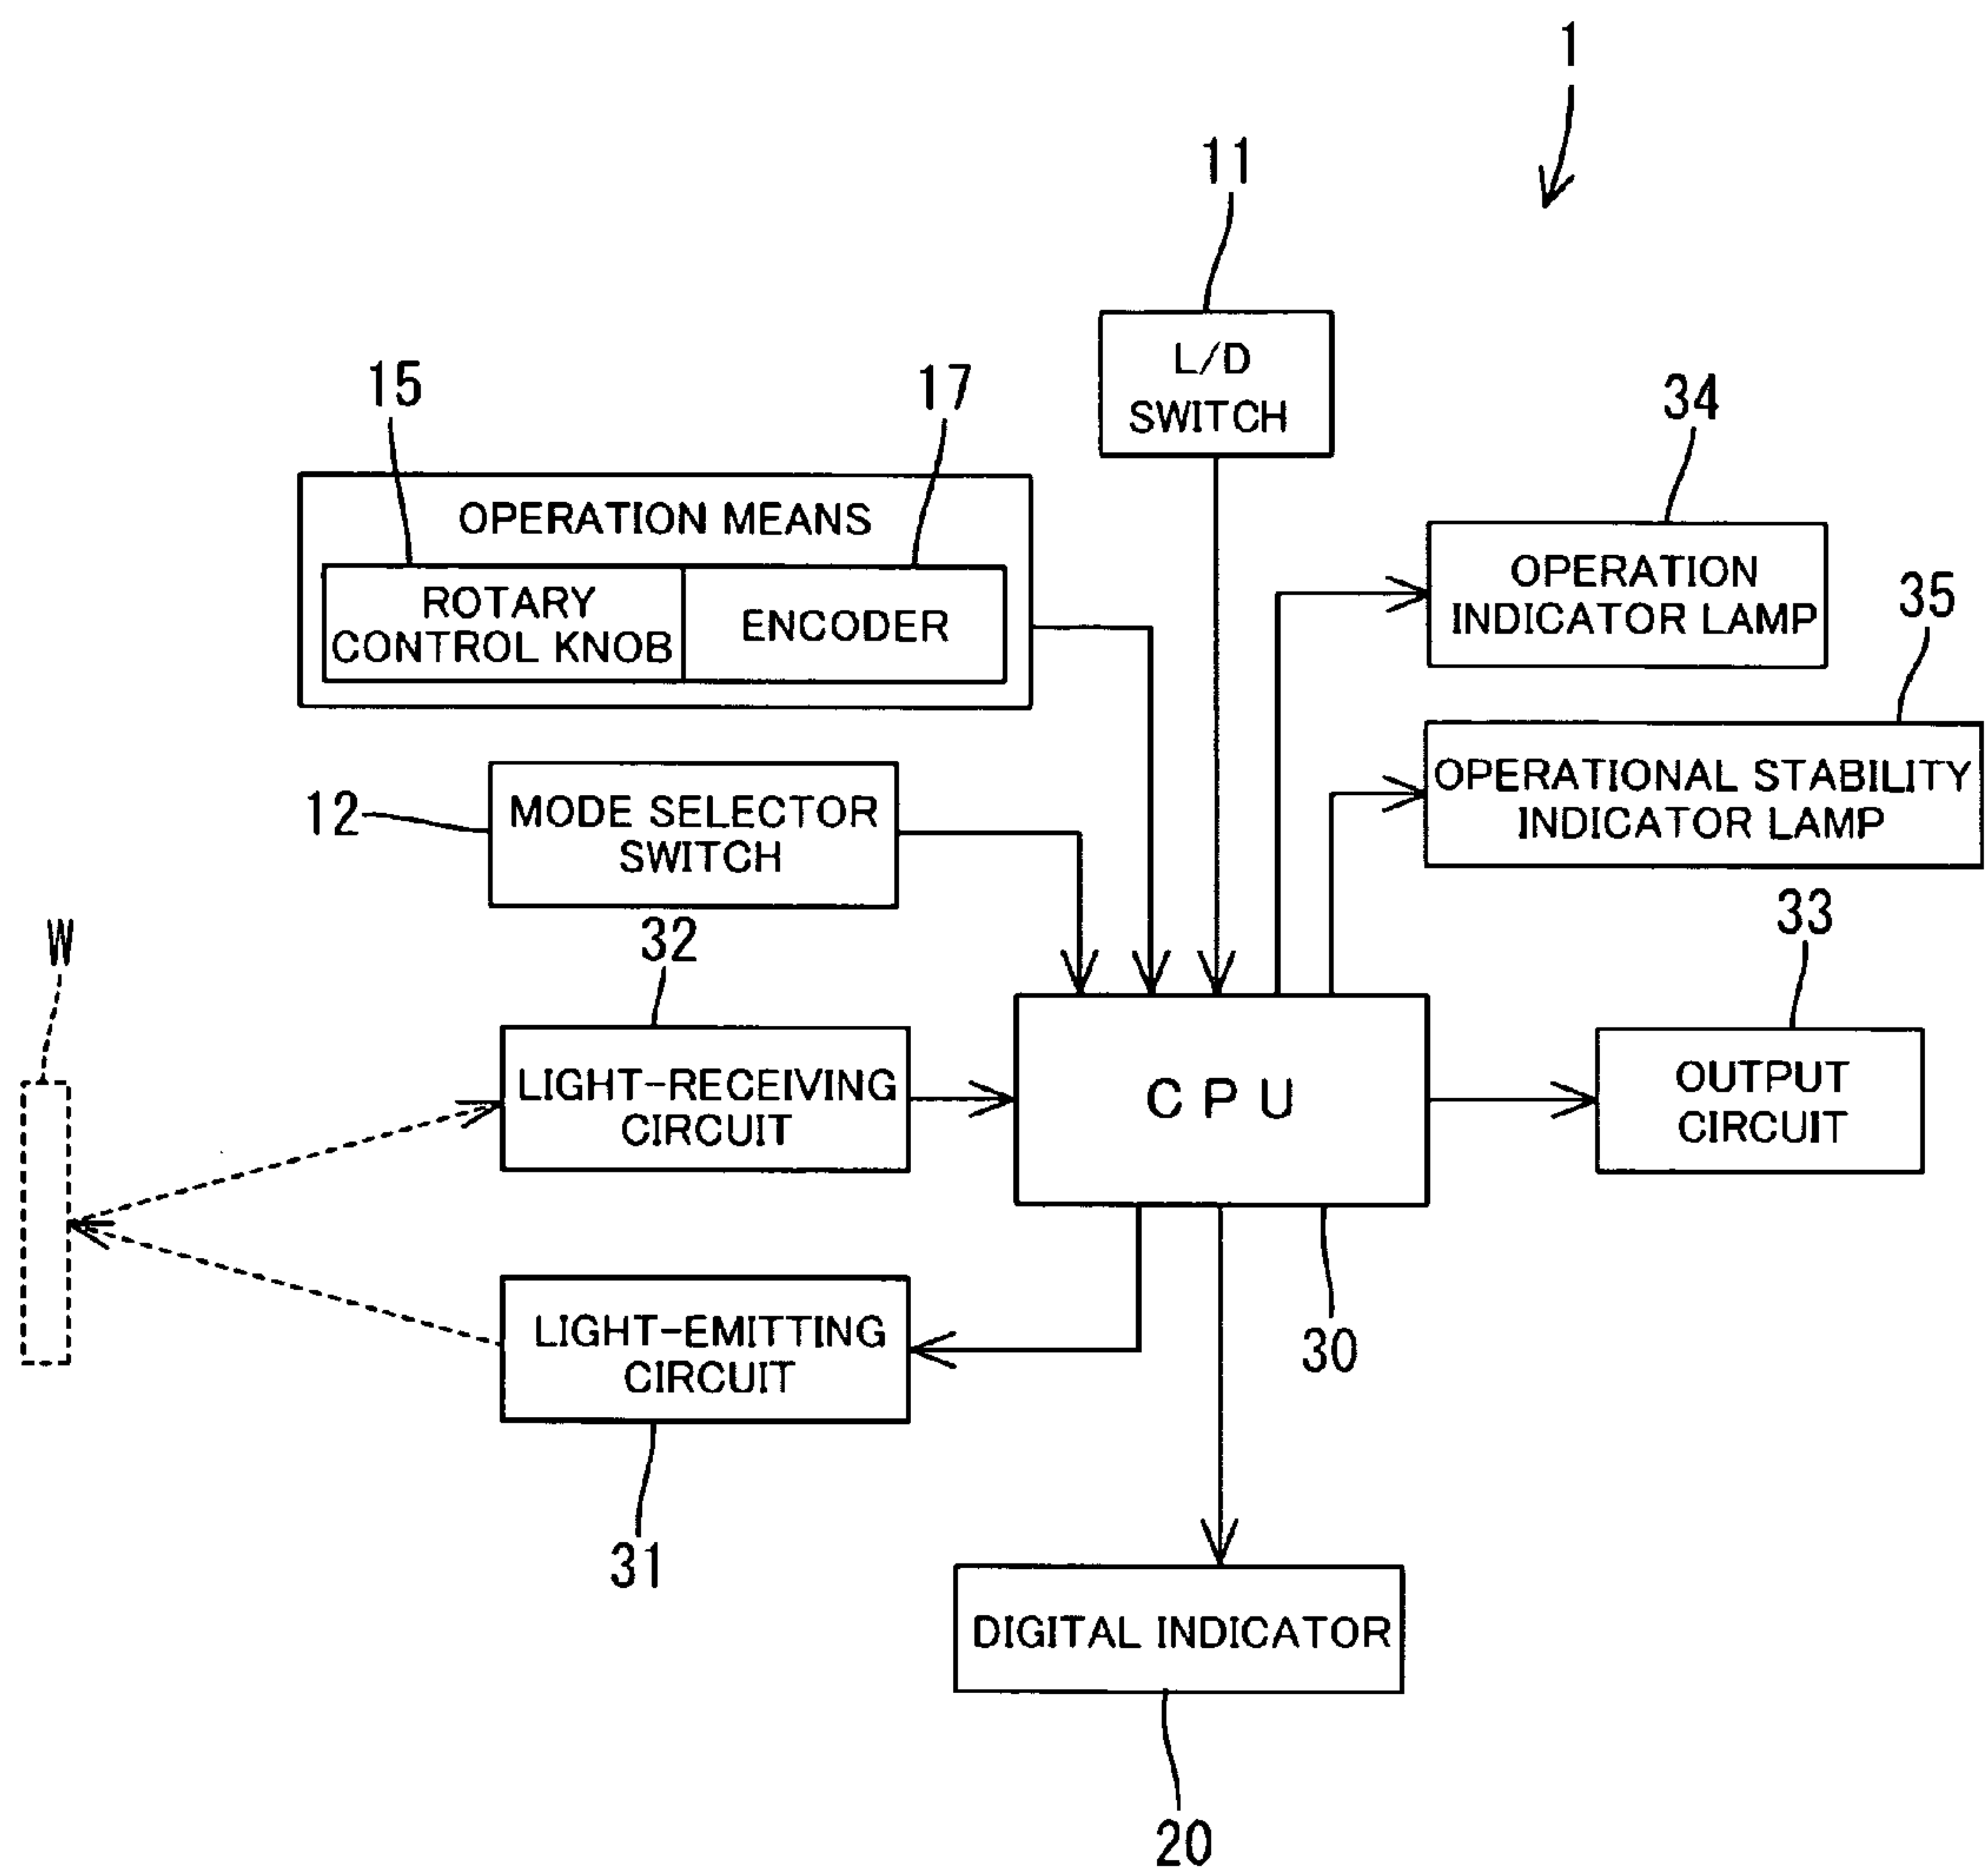 1
11
L/D
SWITCH
15
17
34
OPERATION MEANS
ROTARY
CONTROL KNOB
ENCODER
OPERATION
INDICATOR LAMP
35
12
MODE SELECTOR
SWITCH
OPERATIONAL STABILITY
INDICATOR LAMP
W
32
33
LIGHT-RECEIVING
CIRCUIT
CPU
OUTPUT
CIRCUIT
LIGHT-EMITTING
CIRCUIT
30
31
DIGITAL INDICATOR
20